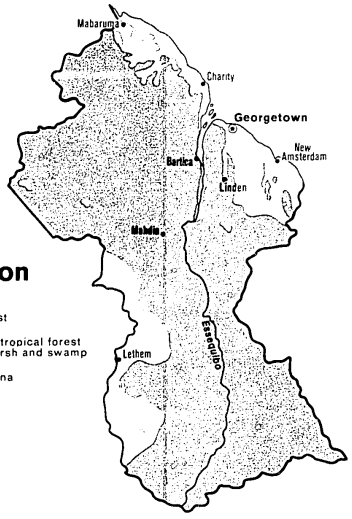 Mabaruma
Charity
Georgetown
New
Amsterdam
Bartica
Linden
Mahdia
on
st
tropical forest
rsh and swamp
Essequibo
Lethem
na